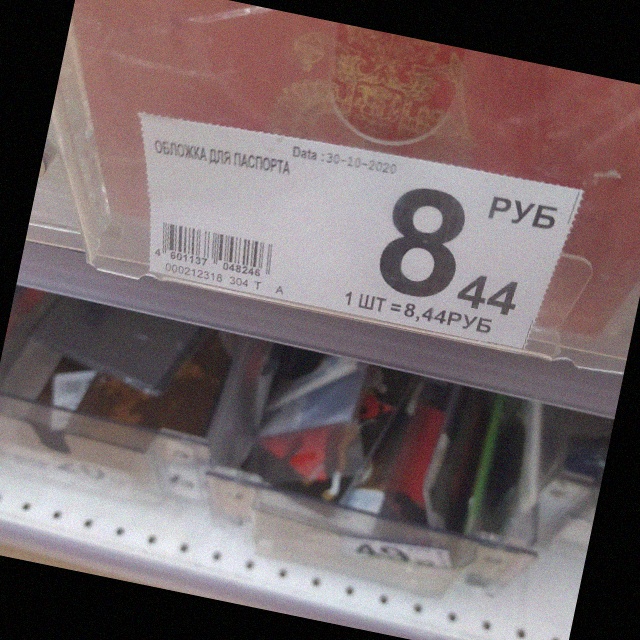 ОБЛОЖКА ДЛЯ ПАСПОРТА
Data :30-10-2020
8 44 РУБ
1 ШТ =8,44РУБ
4 601137 048246
000212318 304 T A